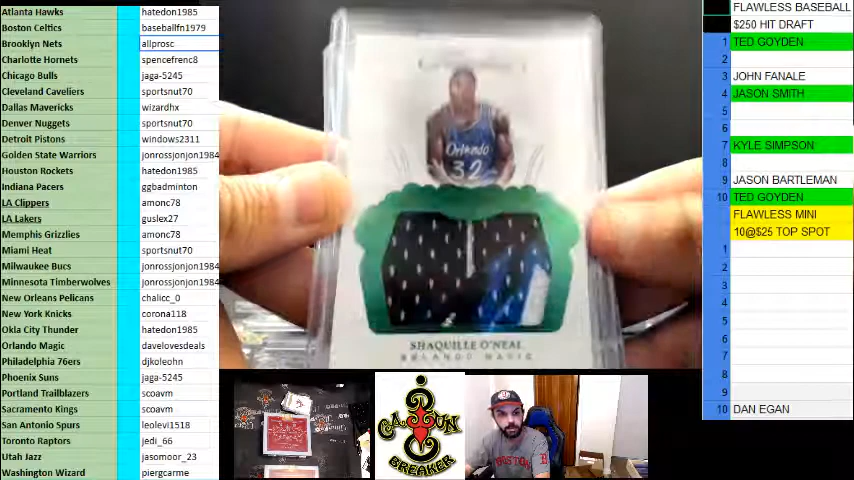 Atlanta Hawks hatedon1985
Boston Celtics baseballfn1979
Brooklyn Nets allprosc
Charlotte Hornets spencefrenc8
Chicago Bulls jaga-5245
Cleveland Caveliers sportsnut70
Dallas Mavericks wizardhx
Denver Nuggets sportsnut70
Detroit Pistons windows2311
Golden State Warriors jonrossjonjon1984
Houston Rockets hatedon1985
Indiana Pacers ggbadminton
LA Clippers amonc78
LA Lakers guslex27
Memphis Grizzlies amonc78
Miami Heat sportsnut70
Milwaukee Bucs jonrossjonjon1984
Minnesota Timberwolves jonrossjonjon1984
New Orleans Pelicans chalicc_0
New York Knicks corona118
Okla City Thunder hatedon1985
Orlando Magic davelovesdeals
Philadelphia 76ers djkoleohn
Phoenix Suns jaga-5245
Portland Trailblazers scoavm
Sacramento Kings scoavm
San Antonio Spurs leolevi1518
Toronto Raptors jedi_66
Utah Jazz jasomoor_23
Washington Wizard piergcarme
Orlando
32
SHAQUILLE O'NEAL
ORLANDO MAGIC
CAJUN
BREAKER
BOSTON
FLAWLESS BASEBALL
$250 HIT DRAFT
1 TED GOYDEN
2
3 JOHN FANALE
4 JASON SMITH
5
6
7 KYLE SIMPSON
8
9 JASON BARTLEMAN
10 TED GOYDEN
FLAWLESS MINI
10@$25 TOP SPOT
1
2
3
4
5
6
7
8
9
10 DAN EGAN